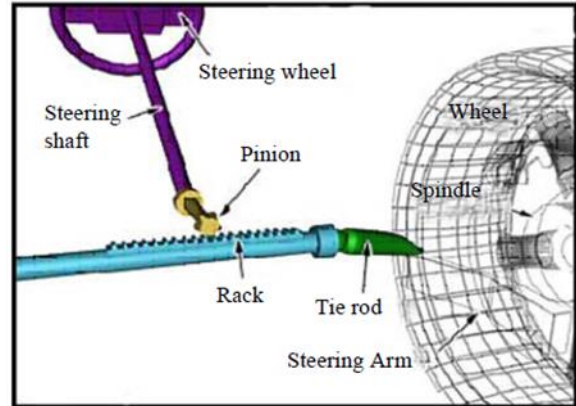 Steering wheel
Steering
shaft
Wheel
Pinion
Spindle
Rack
Tie rod
Steering Arm